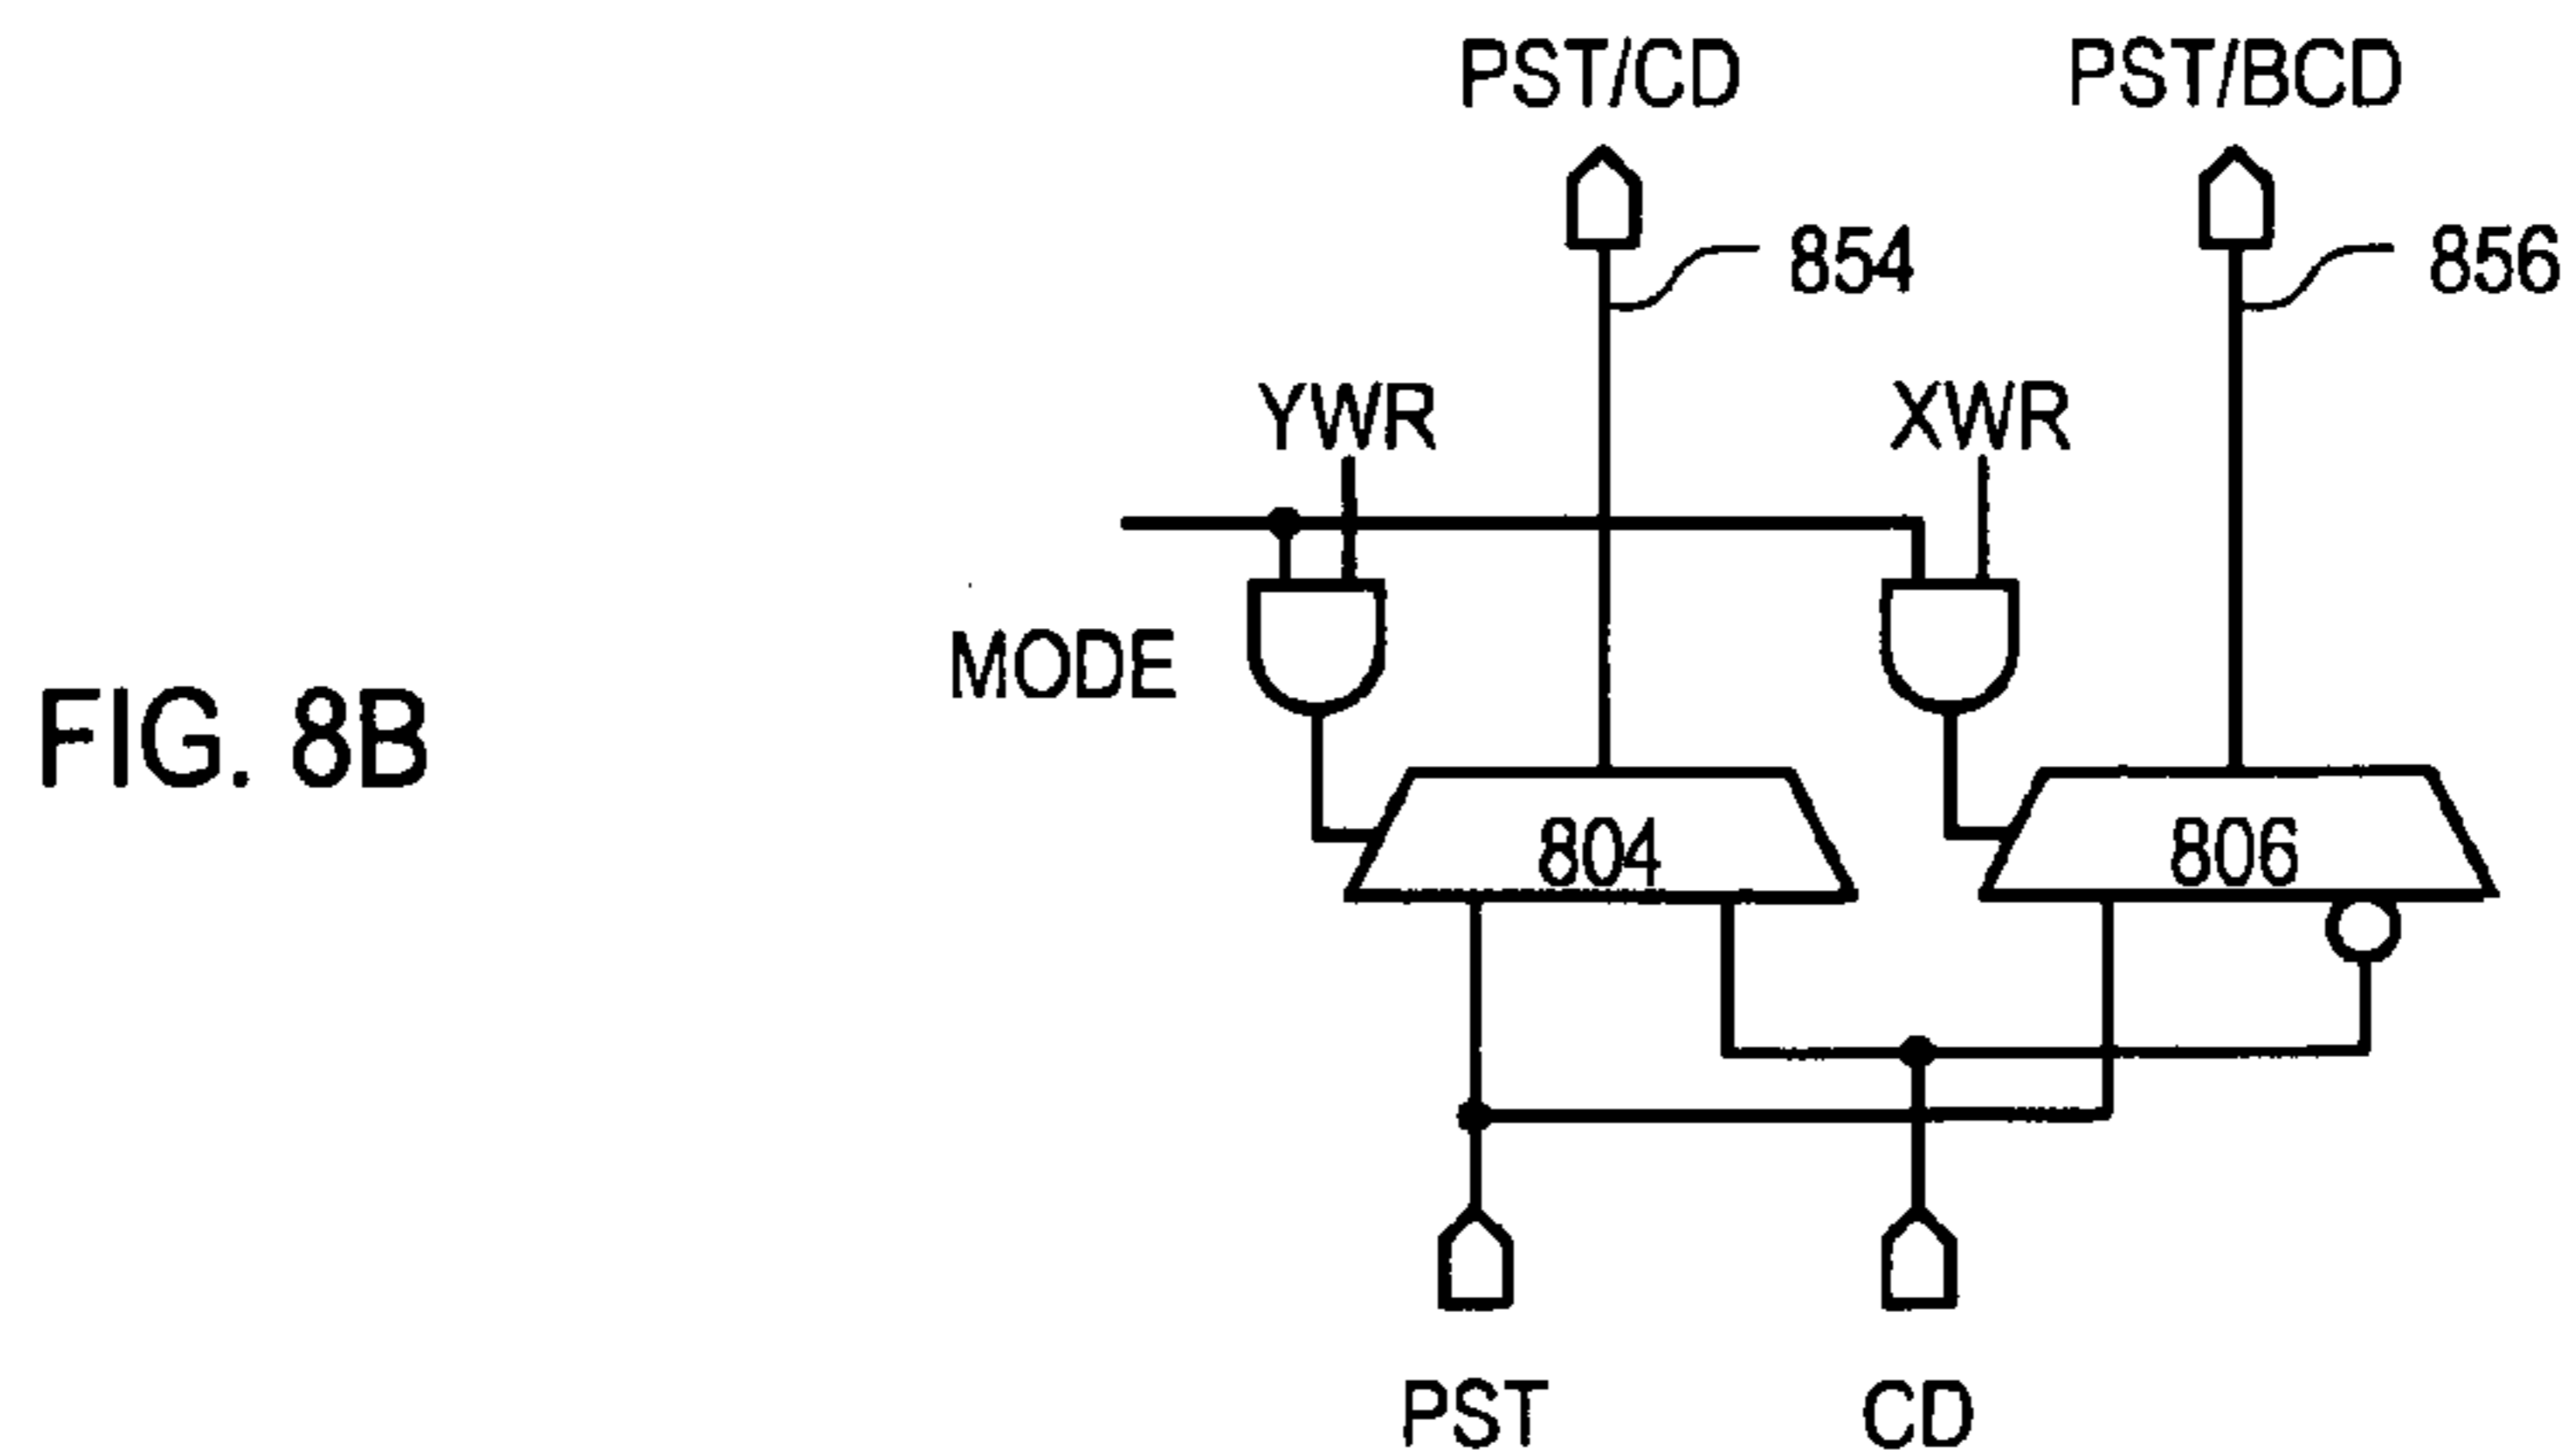 PST/CD
PST/BCD
854
856
YWR
XWR
MODE
FIG. 8B
804
806
PST
CD